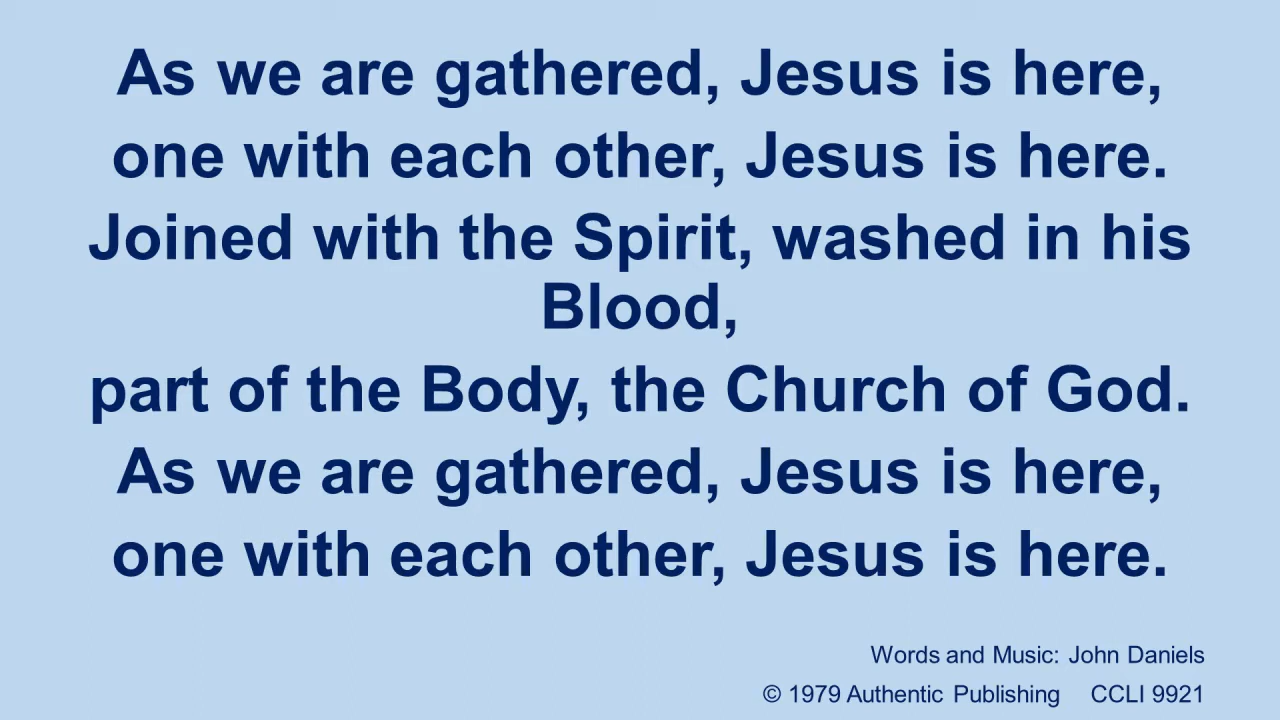 As we are gathered, Jesus is here,
one with each other, Jesus is here.
Joined with the Spirit, washed in his
Blood,
part of the Body, the Church of God.
As we are gathered, Jesus is here,
one with each other, Jesus is here.
Words and Music: John Daniels
© 1979 Authentic Publishing CCLI 9921